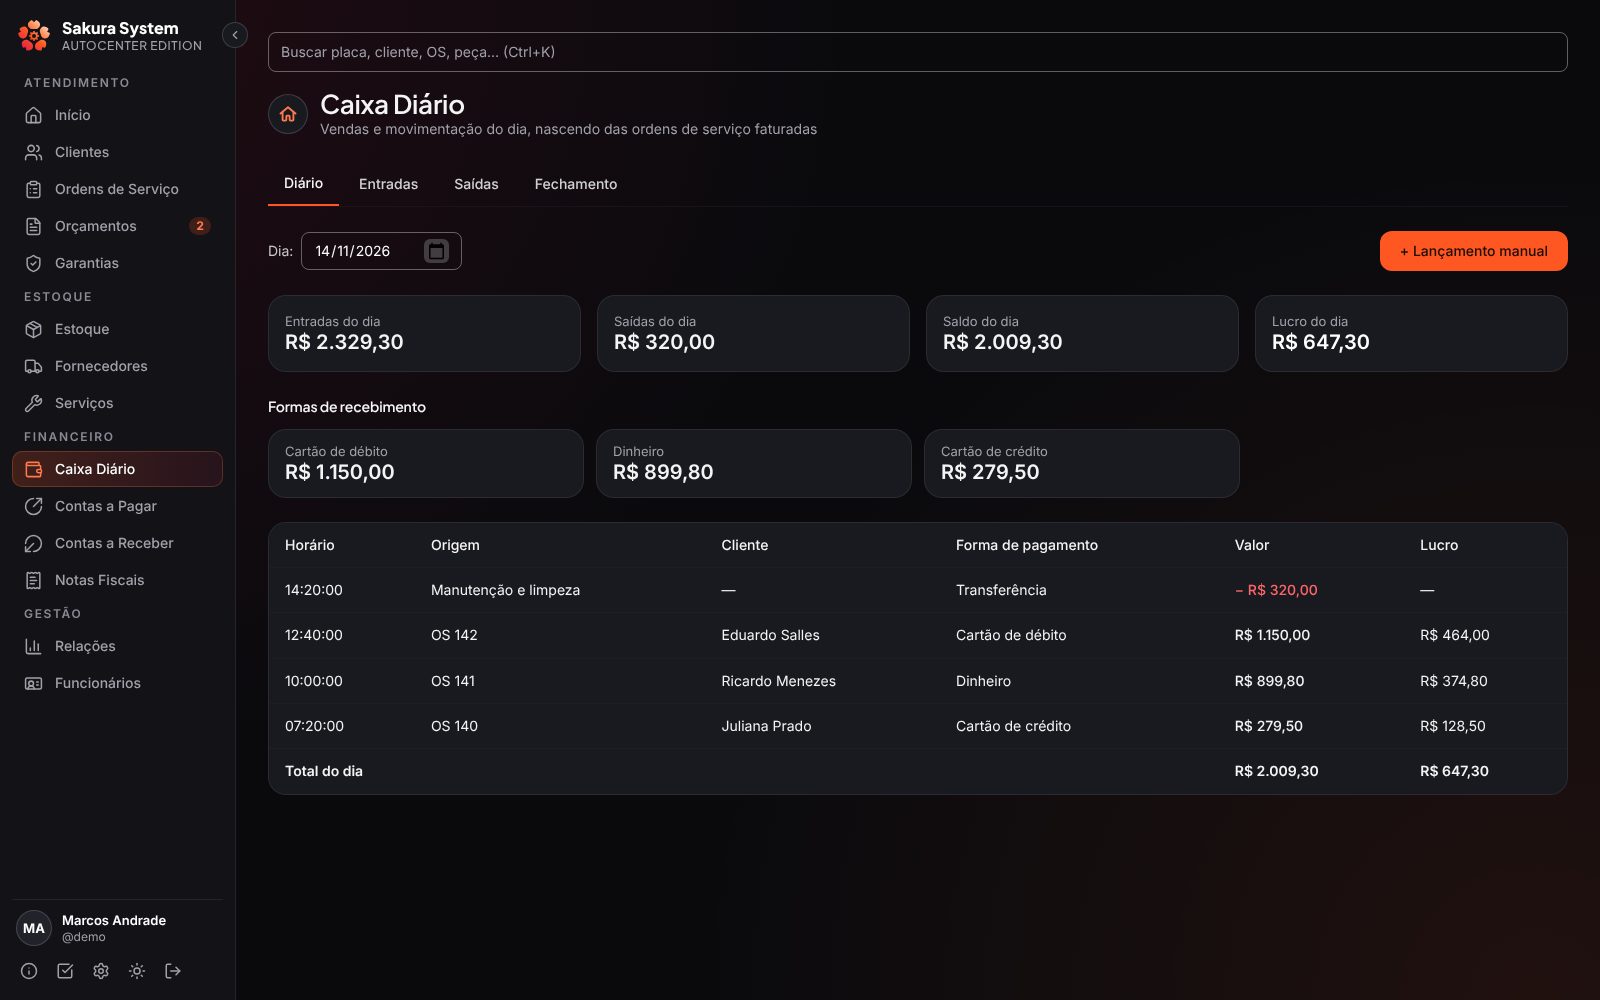 Sakura System
AUTOCENTER EDITION
ATENDIMENTO
Início
Clientes
Ordens de Serviço
Orçamentos 2
Garantias
ESTOQUE
Estoque
Fornecedores
Serviços
FINANCEIRO
Caixa Diário
Contas a Pagar
Contas a Receber
Notas Fiscais
GESTÃO
Relações
Funcionários
MA
Marcos Andrade
@demo
Buscar placa, cliente, OS, peça... (Ctrl+K)
Caixa Diário
Vendas e movimentação do dia, nascendo das ordens de serviço faturadas
Diário Entradas Saídas Fechamento
Dia: 14/11/2026 + Lançamento manual
Entradas do dia Saídas do dia Saldo do dia Lucro do dia
R$ 2.329,30 R$ 320,00 R$ 2.009,30 R$ 647,30
Formas de recebimento
Cartão de débito Dinheiro Cartão de crédito
R$ 1.150,00 R$ 899,80 R$ 279,50
Horário Origem Cliente Forma de pagamento Valor Lucro
14:20:00 Manutenção e limpeza — Transferência − R$ 320,00 —
12:40:00 OS 142 Eduardo Salles Cartão de débito R$ 1.150,00 R$ 464,00
10:00:00 OS 141 Ricardo Menezes Dinheiro R$ 899,80 R$ 374,80
07:20:00 OS 140 Juliana Prado Cartão de crédito R$ 279,50 R$ 128,50
Total do dia R$ 2.009,30 R$ 647,30